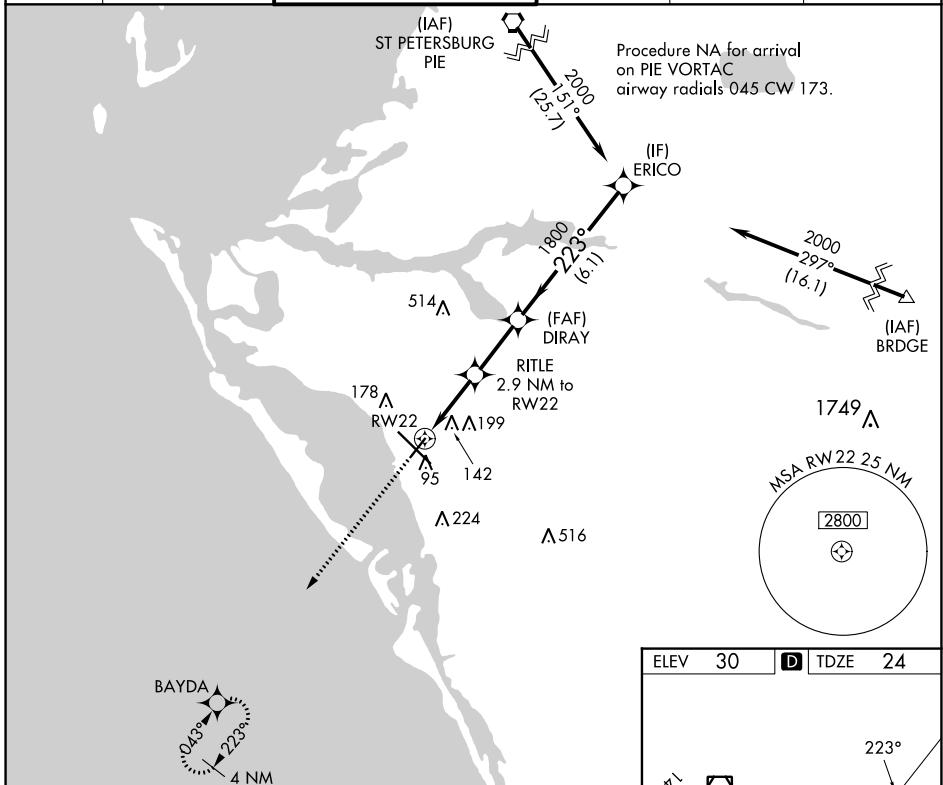 (IAF)
ST PETERSBURG
PIE
Procedure NA for arrival
on PIE VORTAC
airway radials 045 CW 173.
2000
151°
(25.7)
(IF)
ERICO
1800
223°
(6.1)
2000
297°
(16.1)
(IAF)
BRDGE
514
(FAF)
DIRAY
RITLE
2.9 NM to
RW22
178
RW22
199
142
95
224
516
1749
MSA RW22 25 NM
2800
ELEV 30 D TDZE 24
BAYDA
043°
223°
4 NM
223°